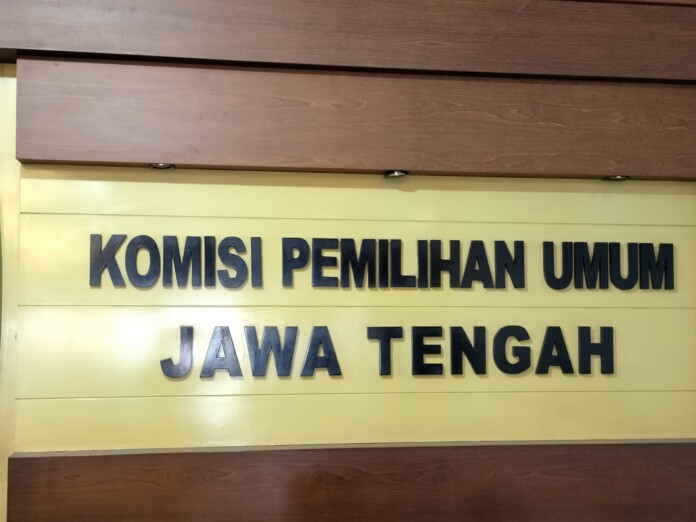 KOMISI PEMILIHAN UMUM
JAWA TENGAH